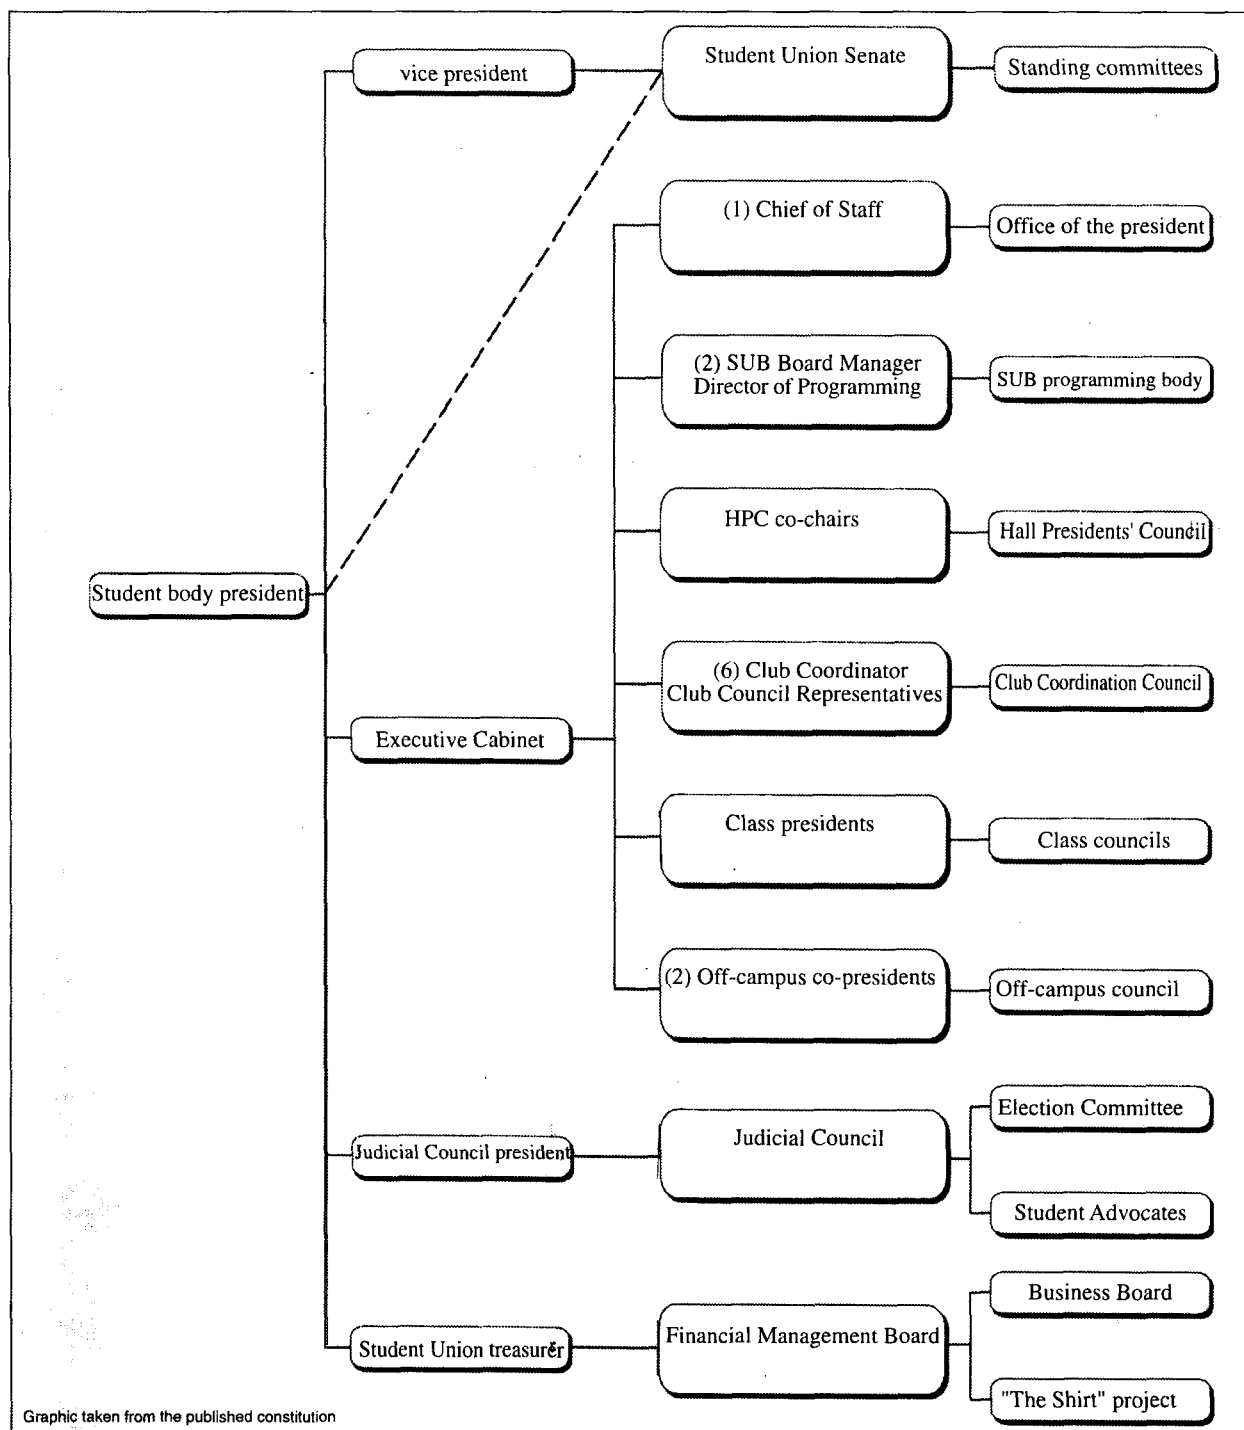 vice president
Student Union Senate
Standing committees
(1) Chief of Staff
Office of the president
(2) SUB Board Manager
Director of Programming
SUB programming body
HPC co-chairs
Hall Presidents' Council
Student body president
(6) Club Coordinator
Club Council Representatives
Club Coordination Council
Executive Cabinet
Class presidents
Class councils
(2) Off-campus co-presidents
Off-campus council
Judicial Council president
Judicial Council
Election Committee
Student Advocates
Student Union treasurer
Financial Management Board
Business Board
"The Shirt" project
Graphic taken from the published constitution